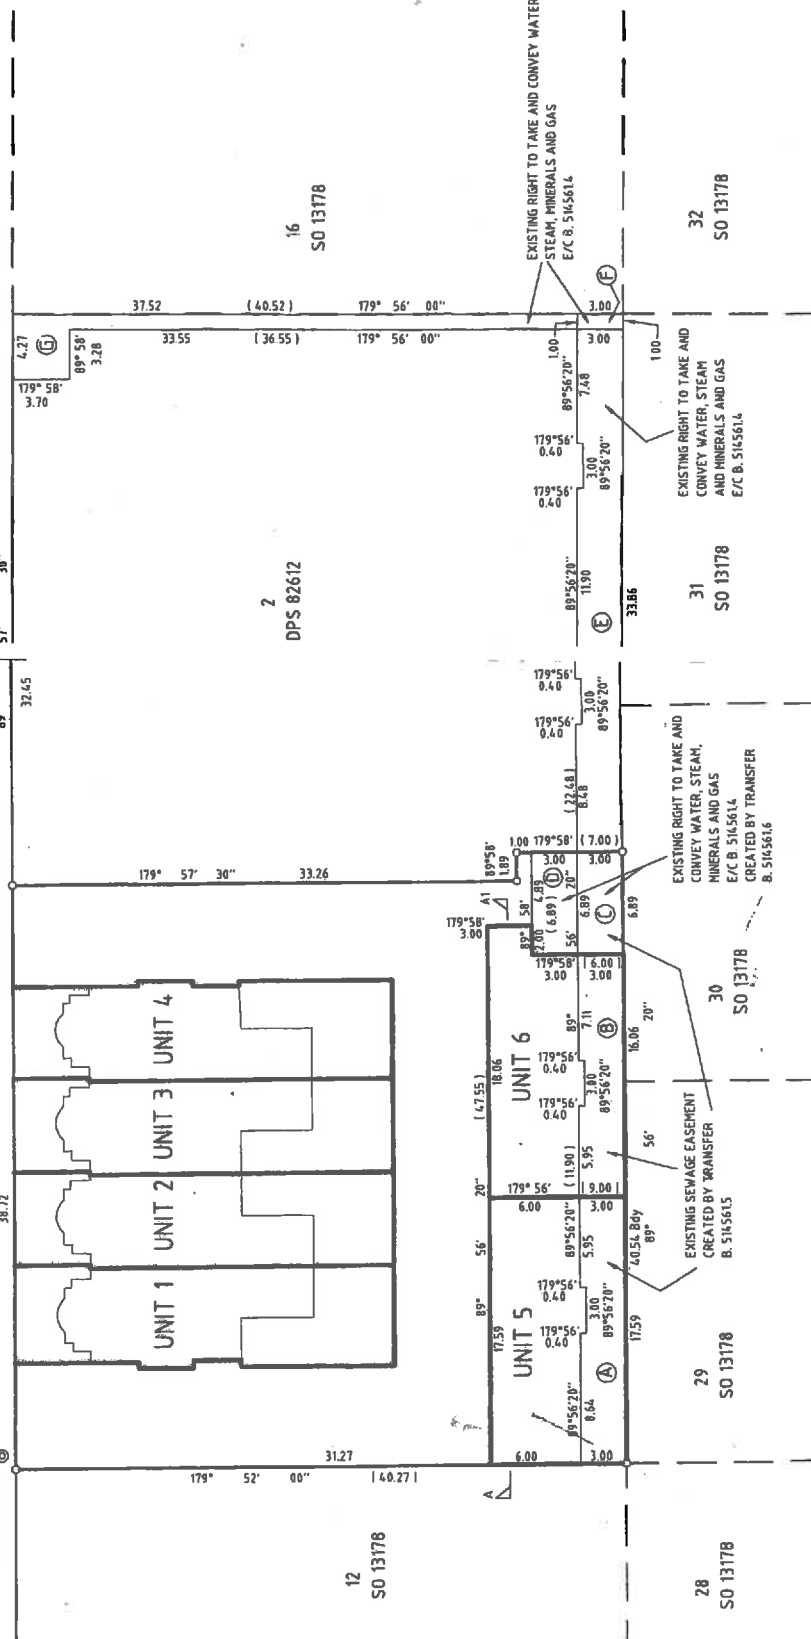 EXISTING RIGHT TO TAKE AND CONVEY WATER
STEAM, MINERALS AND GAS
E/C B. 514561.4
16
SO 13178
32
SO 13178
37.52 (40.52) 179° 56' 00"
3.00
F
4.27
G
89° 58'
3.28
33.55 (36.55) 179° 56' 00"
1.00
3.00
1.00
179° 58'
3.70
89°56'20"
7.48
179°56'
0.40
3.00
89°56'20"
179°56'
0.40
EXISTING RIGHT TO TAKE AND
CONVEY WATER, STEAM
AND MINERALS AND GAS
E/C B. 514561.4
57' 30"
2
DPS 82612
89°56'20"
11.90
E
33.86
31
SO 13178
89
32.45
179°56'
0.40
3.00
89°56'20"
179°56'
0.40
(22.48)
8.48
EXISTING RIGHT TO TAKE AND
CONVEY WATER, STEAM,
MINERALS AND GAS
E/C B. 514561.4
CREATED BY TRANSFER
B. 514561.6
179° 57' 30" 33.26
89°58'
1.89
1.00
179°58' (7.00)
3.00
3.00
A1
D
4.89
(6.89)
89° 58'
2.00
56' 20"
6.89
C
6.89
179°58'
3.00
179°58' (6.00)
3.00
3.00
30
SO 13178
UNIT 4
UNIT 3
UNIT 2
UNIT 1
38.72
UNIT 6
(47.55)
18.06
89°
7.11
B
179°56'
0.40
3.00
89°56'20"
179°56'
0.40
(11.90)
5.95
16.06
20"
56'
179° 56' (9.00)
6.00
3.00
EXISTING SEWAGE EASEMENT
CREATED BY TRANSFER
B. 514561.5
89° 56' 20"
17.59
UNIT 5
89°56'20"
5.95
179°56'
0.40
3.00
89°56'20"
179°56'
0.40
89°56'20"
8.64
A
40.54 Bdy
89°
17.59
29
SO 13178
31.27
179° 52' 00" (40.27)
6.00
3.00
A
12
SO 13178
28
SO 13178